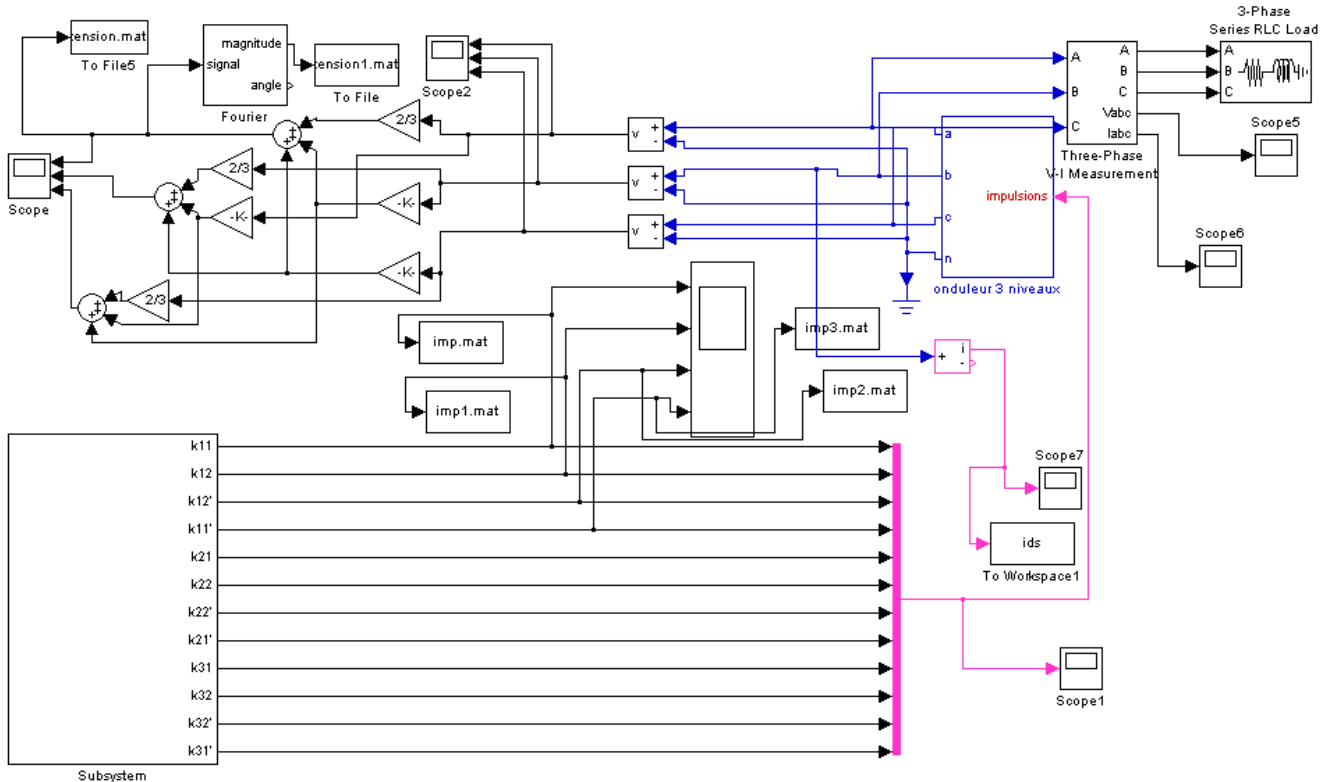 3-Phase
Series RLC Load
ension.mat
To File5
magnitude
signal
angle
Fourier
ension1.mat
To File
Scope2
A
B
C
A
B
C
Vabc
Iabc
Three-Phase
V-I Measurement
A
B
C
Scope5
Scope6
2/3
2/3
-K-
-K-
-K-
2/3
Scope
v
+
-
v
+
-
v
+
-
a
b
c
n
impulsions
onduleur 3 niveaux
imp.mat
imp1.mat
imp3.mat
imp2.mat
+
i
-
Scope7
ids
To Workspace1
Scope1
k11
k12
k12'
k11'
k21
k22
k22'
k21'
k31
k32
k32'
k31'
Subsystem